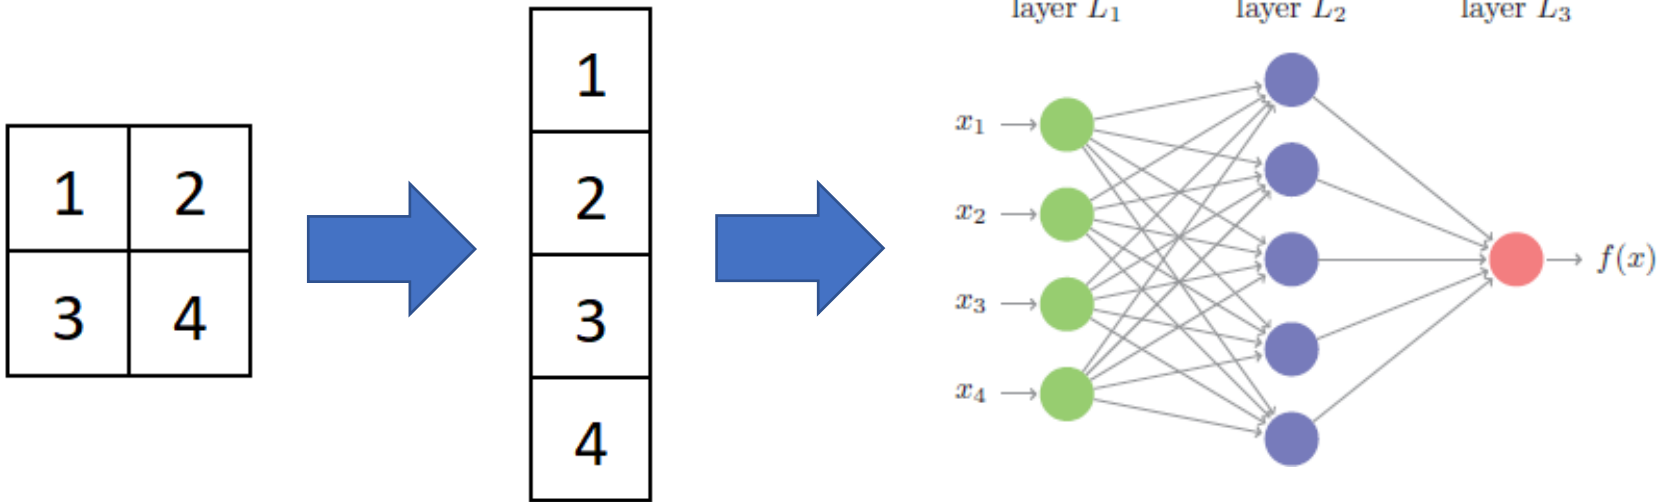 1 2
3 4
1
2
3
4
layer L₁ layer L₂ layer L₃
x₁
x₂
x₃
x₄
f(x)